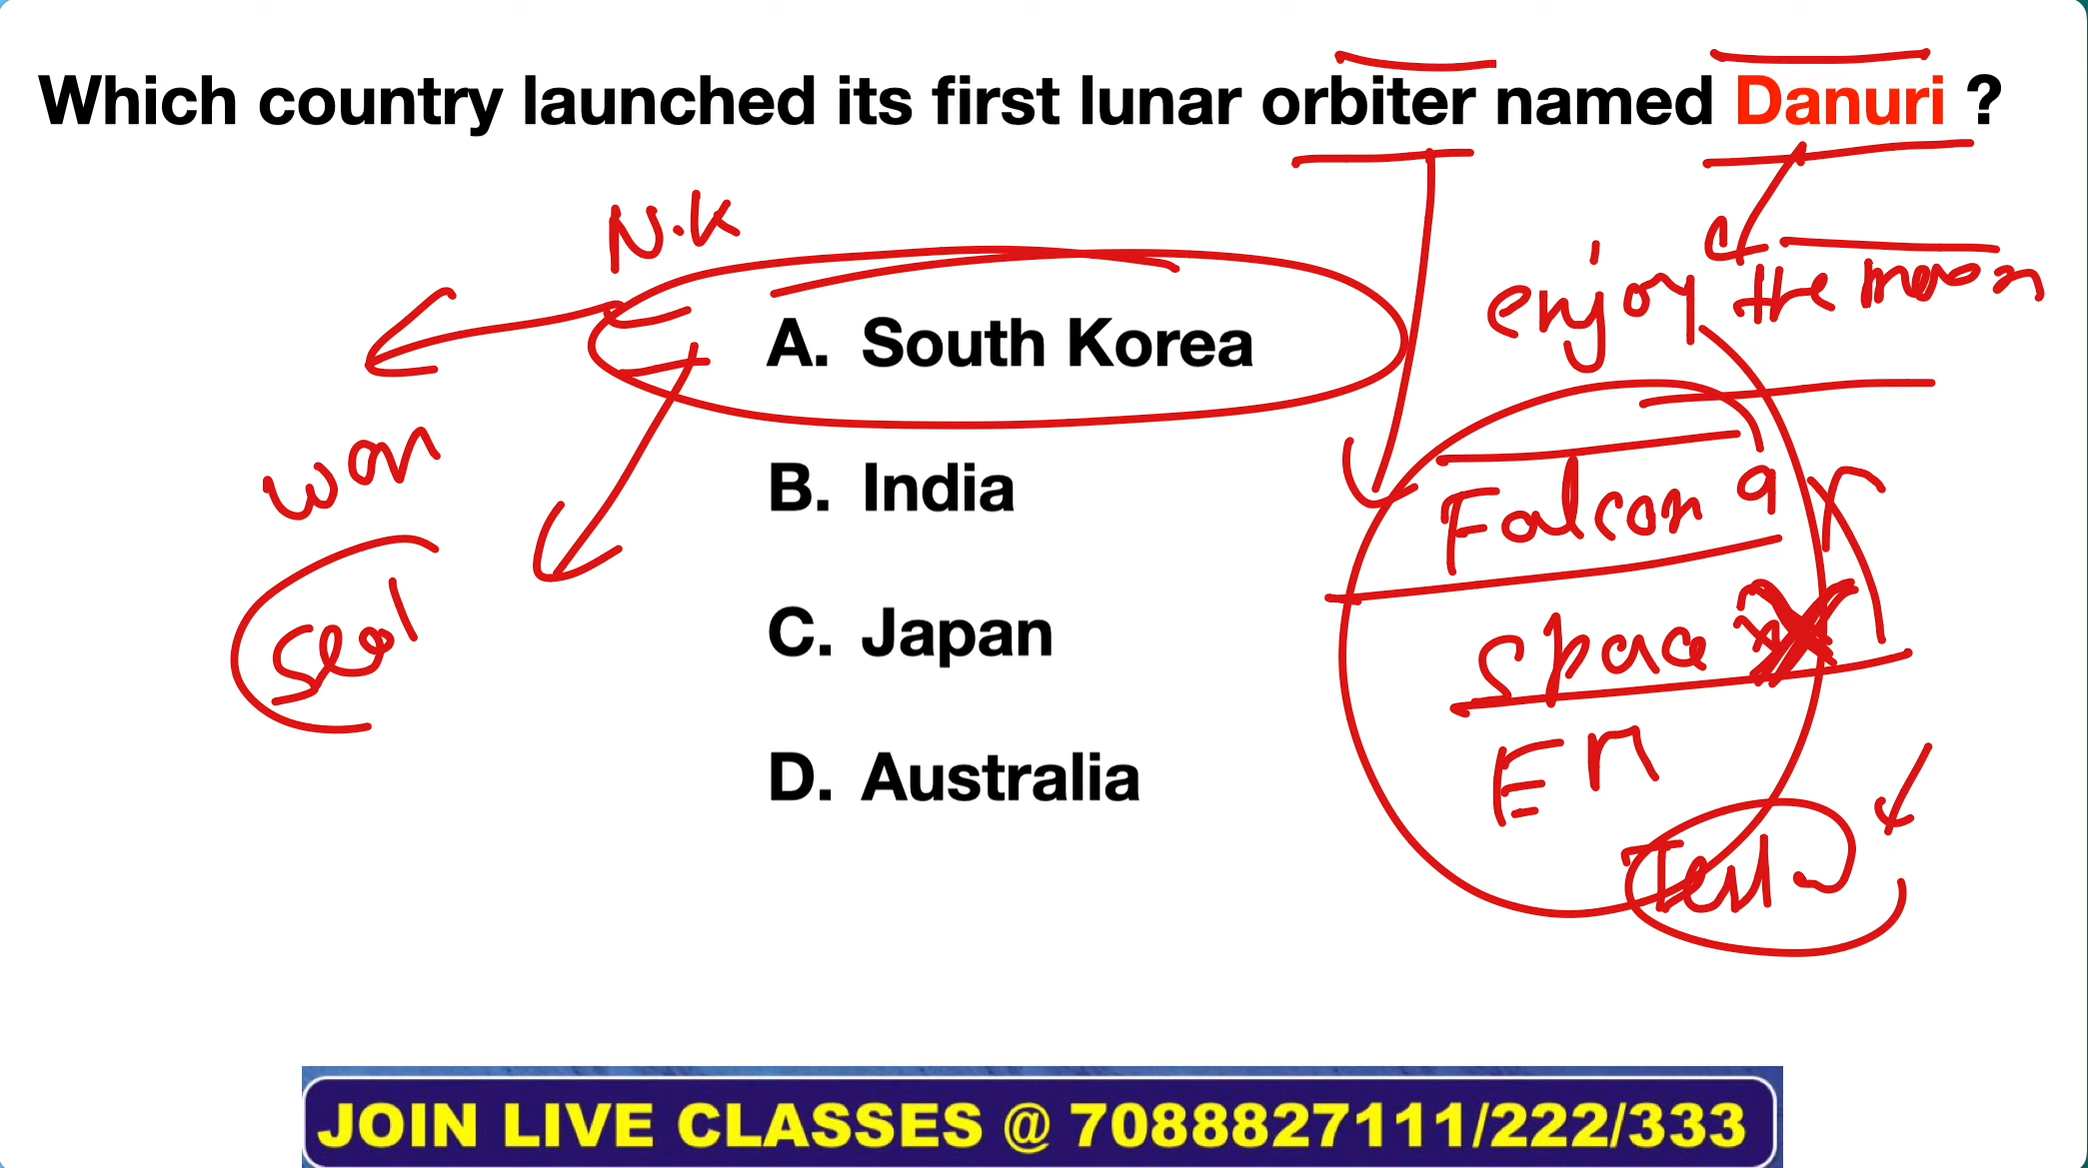 Which country launched its first lunar orbiter named Danuri ?
N.K
enjoy the moon
A. South Korea
won
B. India
Falcon 9
Seol
C. Japan
Space X
EM
D. Australia
JOIN LIVE CLASSES @ 7088827111/222/333